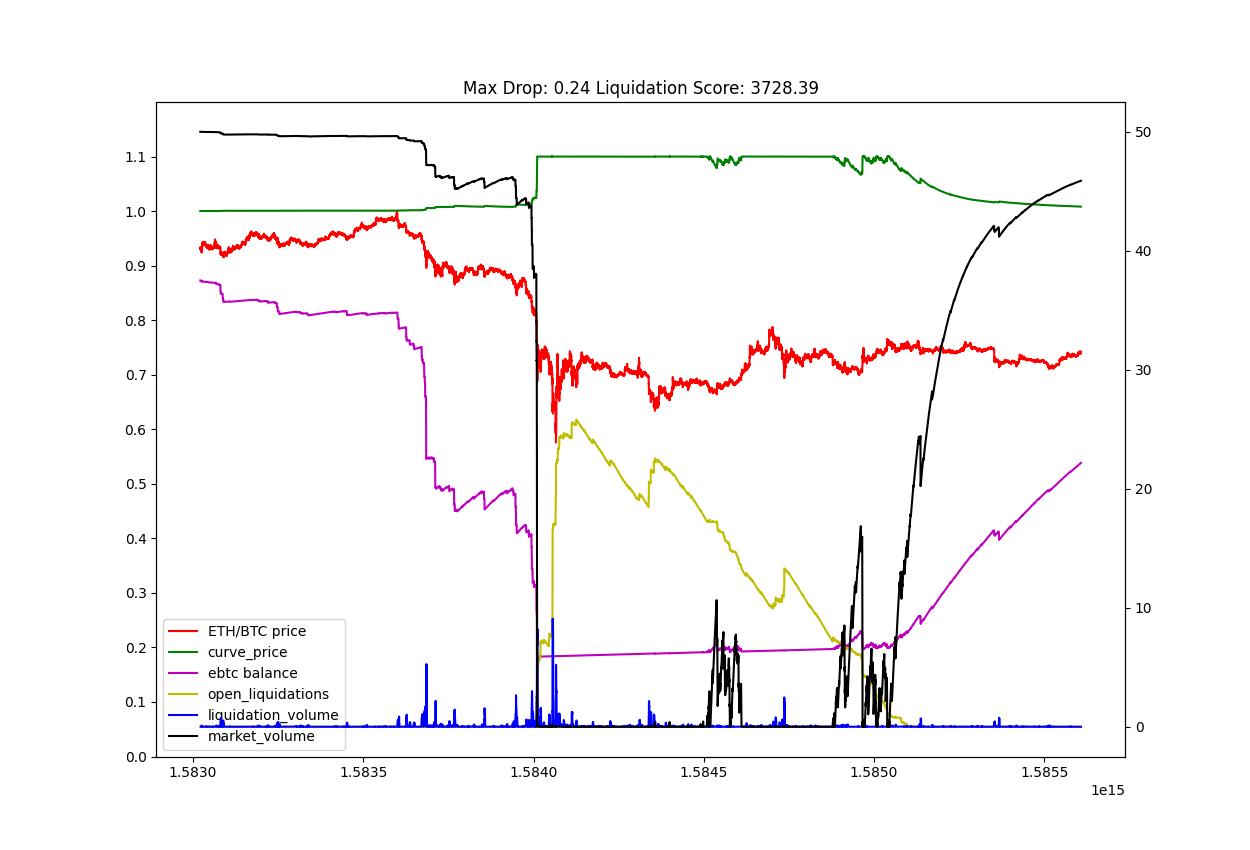 Max Drop: 0.24 Liquidation Score: 3728.39
1.1
1.0
0.9
0.8
0.7
0.6
0.5
0.4
0.3
0.2
0.1
0.0
50
40
30
20
10
0
ETH/BTC price
curve_price
ebtc balance
open_liquidations
liquidation_volume
market_volume
1.5830 1.5835 1.5840 1.5845 1.5850 1.5855
1e15